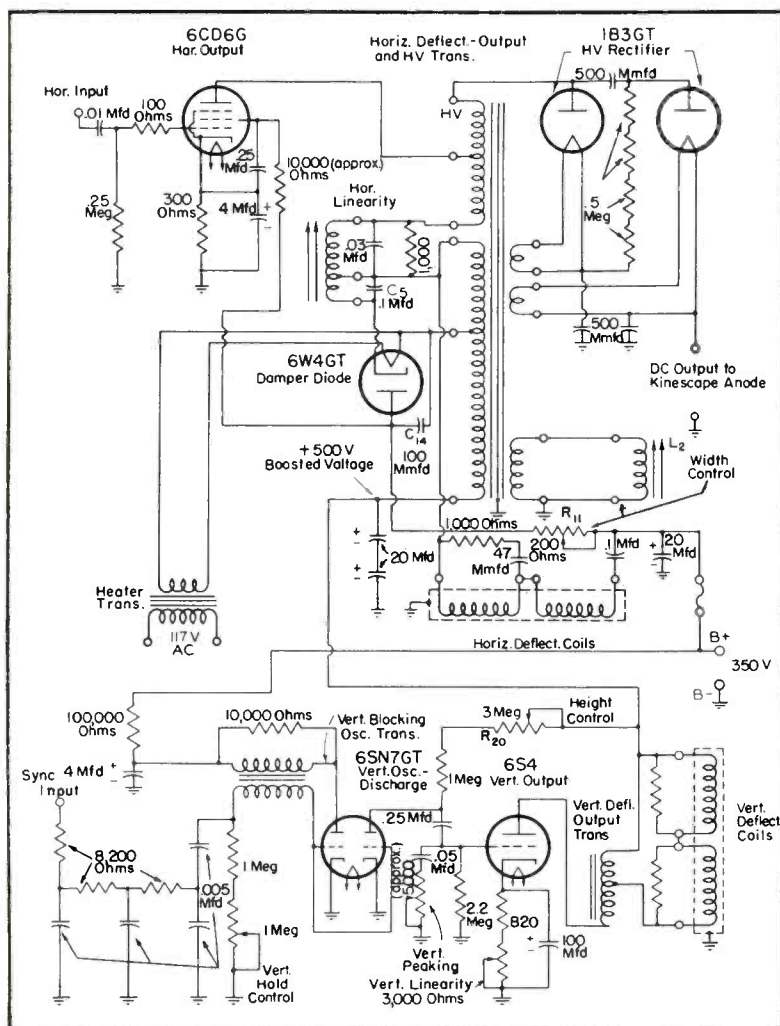 6CD6G
Hor. Output
Horiz. Deflect.-Output
and HV Trans.
1B3GT
HV Rectifier
500
Mmfd
Hor. Input
.01 Mfd
100
Ohms
HV
.25
Mfd
10,000 (approx.)
Ohms
Hor.
Linearity
.25
Meg
300
Ohms
4 Mfd
+
-
.03
Mfd
1,000
.5
Meg
C5
.1 Mfd
500
Mmfd
6W4GT
Damper Diode
DC Output to
Kinescape Anode
C14
100
Mmfd
+500 V
Boosted Voltage
L2
Width
Control
R11
1,000 Ohms
200
Ohms
.1 Mfd
20
Mfd
+
-
47
Mmfd
+
-
20 Mfd
+
-
Heater
Trans.
117 V
AC
Horiz. Deflect. Coils
B+
350 V
B-
100,000
Ohms
10,000 Ohms
Vert. Blocking
Osc. Trans.
3 Meg
Height
Control
R20
6SN7GT
Vert. Osc.-
Discharge
1 Meg
6S4
Vert. Output
4 Mfd
+
-
Sync
Input
.25 Mfd
Vert. Defl.
Output
Trans
Vert.
Deflect
Coils
8,200
Ohms
1 Meg
.005
Mfd
(approx.)
.05
Mfd
2.2
Meg
820
+
-
100
Mfd
1 Meg
Vert.
Hold
Control
Vert.
Peaking
Vert. Linearity
3,000 Ohms